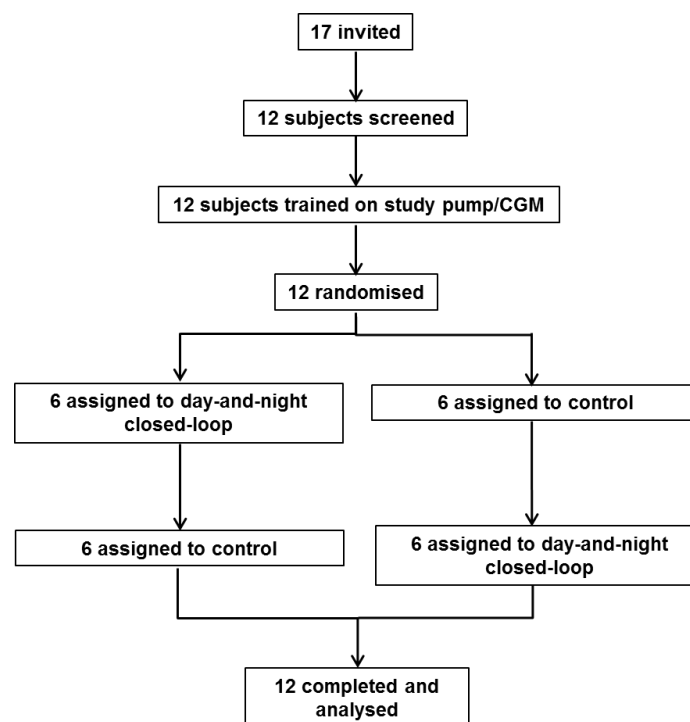 17 invited
12 subjects screened
12 subjects trained on study pump/CGM
12 randomised
6 assigned to day-and-night
closed-loop
6 assigned to control
6 assigned to control
6 assigned to day-and-night
closed-loop
12 completed and
analysed